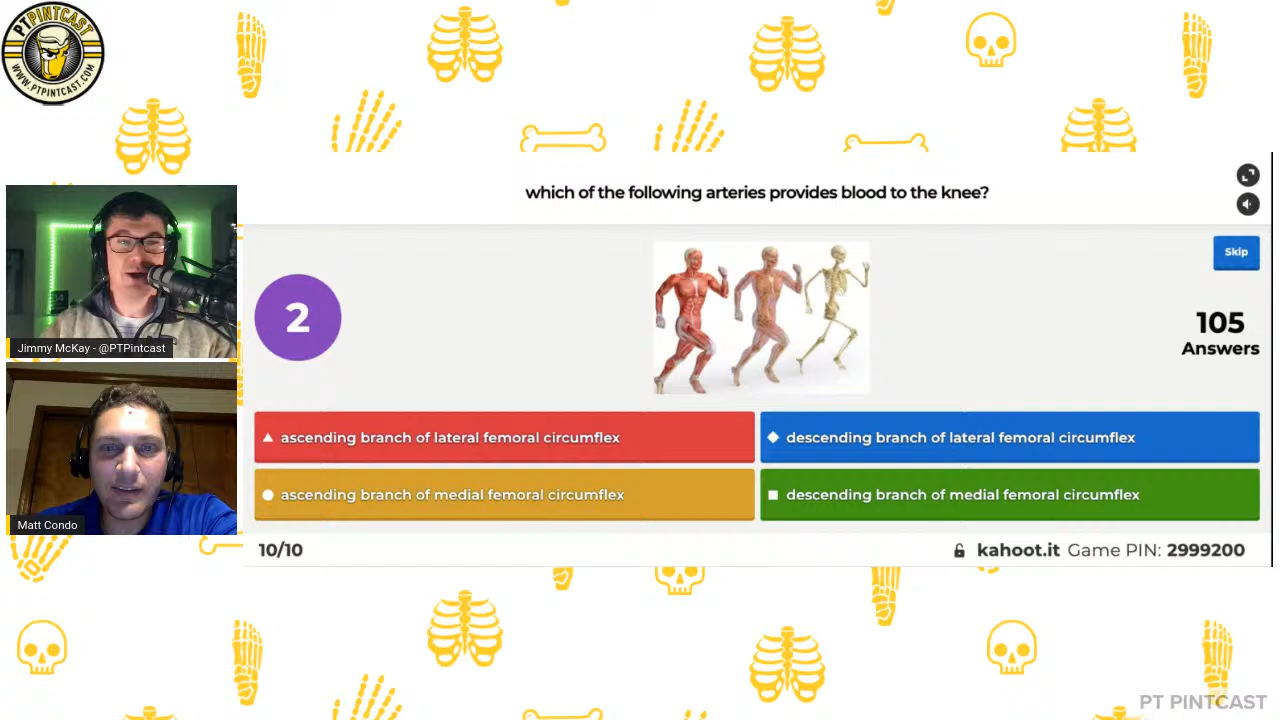 PTPINTCAST
WWW.PTPINTCAST.COM
which of the following arteries provides blood to the knee?
Skip
2
105
Answers
Jimmy McKay - @PTPintcast
ascending branch of lateral femoral circumflex
descending branch of lateral femoral circumflex
ascending branch of medial femoral circumflex
descending branch of medial femoral circumflex
Matt Condo
10/10
kahoot.it Game PIN: 2999200
PT PINTCAST